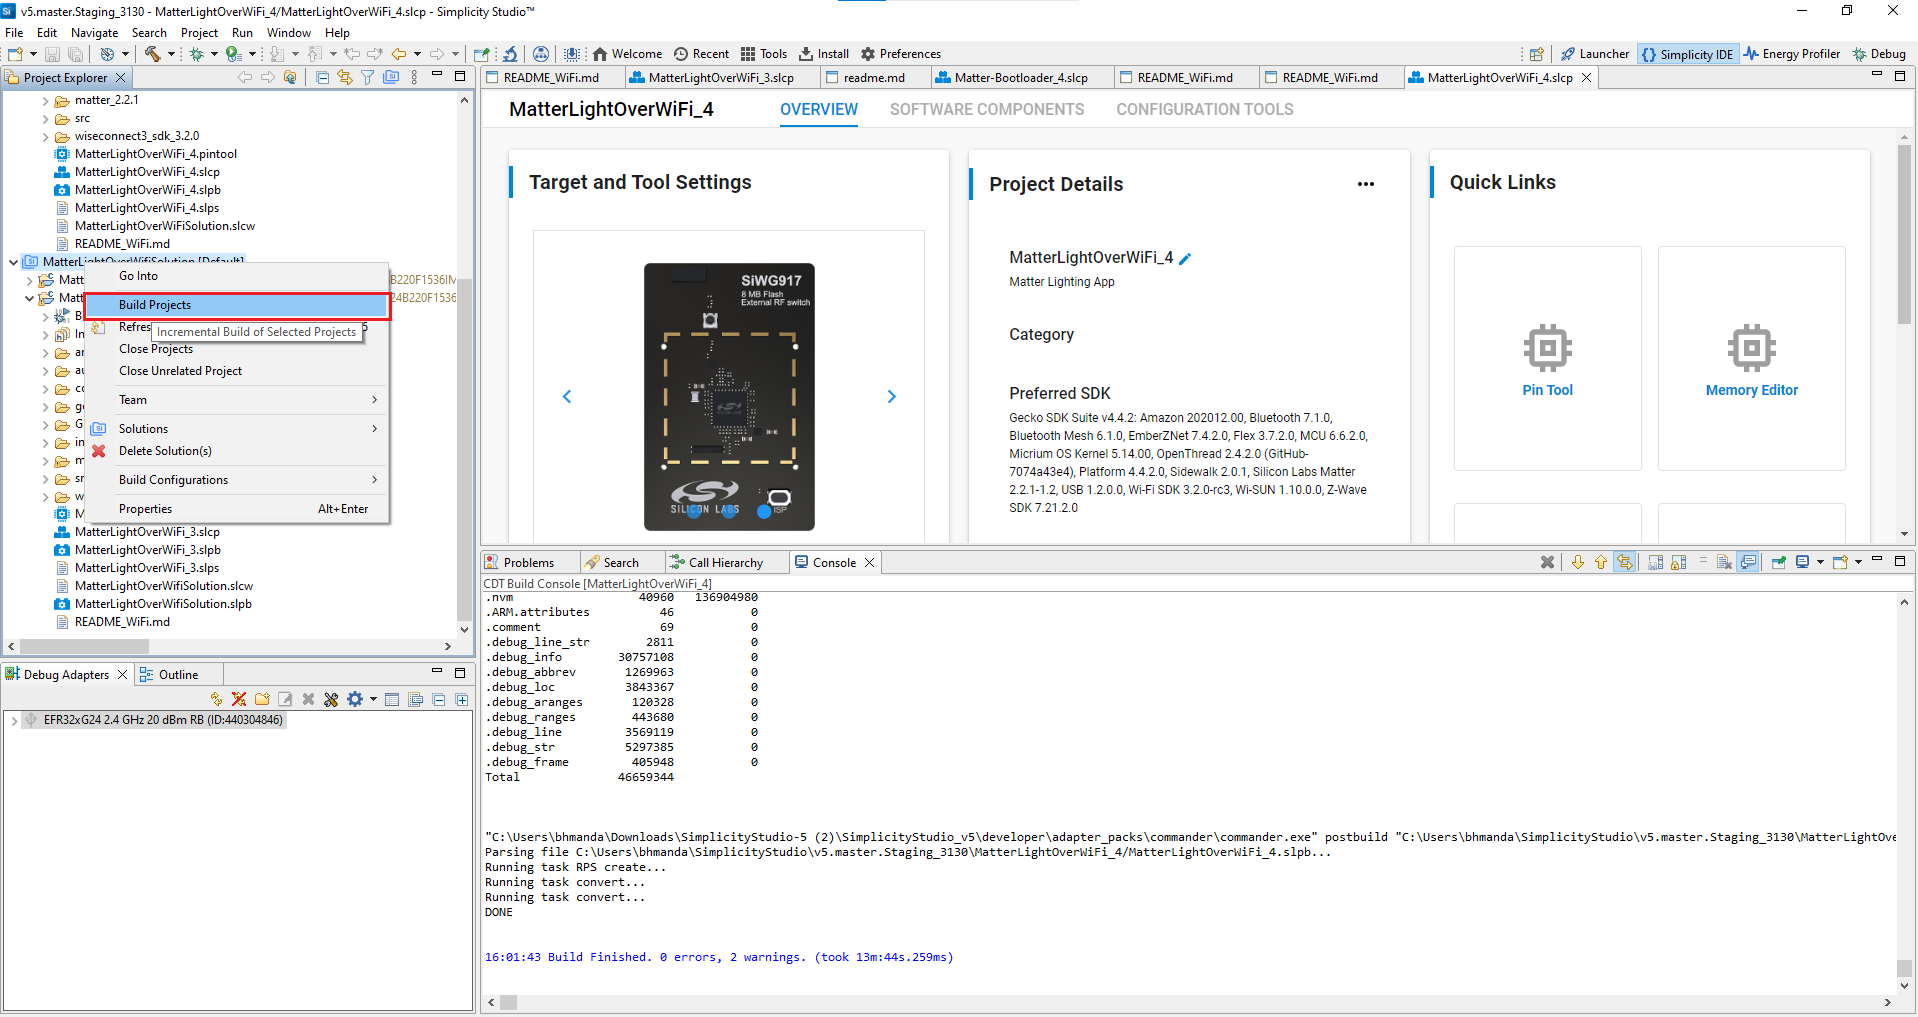 v5.master.Staging_3130 - MatterLightOverWiFi_4/MatterLightOverWiFi_4.slcp - Simplicity Studio™
File Edit Navigate Search Project Run Window Help
Welcome Recent Tools Install Preferences
Launcher Simplicity IDE Energy Profiler Debug
Project Explorer
matter_2.2.1
src
wiseconnect3_sdk_3.2.0
MatterLightOverWiFi_4.pintool
MatterLightOverWiFi_4.slcp
MatterLightOverWiFi_4.slpb
MatterLightOverWiFi_4.slps
MatterLightOverWiFiSolution.slcw
README_WiFi.md
MatterLightOverWifiSolution [Default]
Matt
B220F1536IM
Matt
24B220F1536
Go Into
Build Projects
Refres
5
Incremental Build of Selected Projects
Close Projects
Close Unrelated Project
Team
Solutions
Delete Solution(s)
Build Configurations
Properties Alt+Enter
MatterLightOverWiFi_3.slcp
MatterLightOverWiFi_3.slpb
MatterLightOverWiFi_3.slps
MatterLightOverWifiSolution.slcw
MatterLightOverWifiSolution.slpb
README_WiFi.md
Debug Adapters Outline
EFR32xG24 2.4 GHz 20 dBm RB (ID:440304846)
README_WiFi.md MatterLightOverWiFi_3.slcp readme.md Matter-Bootloader_4.slcp README_WiFi.md README_WiFi.md MatterLightOverWiFi_4.slcp
MatterLightOverWiFi_4 OVERVIEW SOFTWARE COMPONENTS CONFIGURATION TOOLS
Target and Tool Settings
SiWG917
8 MB Flash
External RF switch
SILICON LABS
ISP
Project Details
MatterLightOverWiFi_4
Matter Lighting App
Category
Preferred SDK
Gecko SDK Suite v4.4.2: Amazon 202012.00, Bluetooth 7.1.0,
Bluetooth Mesh 6.1.0, EmberZNet 7.4.2.0, Flex 3.7.2.0, MCU 6.6.2.0,
Micrium OS Kernel 5.14.00, OpenThread 2.4.2.0 (GitHub-
7074a43e4), Platform 4.4.2.0, Sidewalk 2.0.1, Silicon Labs Matter
2.2.1-1.2, USB 1.2.0.0, Wi-Fi SDK 3.2.0-rc3, Wi-SUN 1.10.0.0, Z-Wave
SDK 7.21.2.0
Quick Links
Pin Tool
Memory Editor
Problems Search Call Hierarchy Console
CDT Build Console [MatterLightOverWiFi_4]
.nvm 40960 136904980
.ARM.attributes 46 0
.comment 69 0
.debug_line_str 2811 0
.debug_info 30757108 0
.debug_abbrev 1269963 0
.debug_loc 3843367 0
.debug_aranges 120328 0
.debug_ranges 443680 0
.debug_line 3569119 0
.debug_str 5297385 0
.debug_frame 405948 0
Total 46659344
"C:\Users\bhmanda\Downloads\SimplicityStudio-5 (2)\SimplicityStudio_v5\developer\adapter_packs\commander\commander.exe" postbuild "C:\Users\bhmanda\SimplicityStudio\v5.master.Staging_3130\MatterLightOve
Parsing file C:\Users\bhmanda\SimplicityStudio\v5.master.Staging_3130\MatterLightOverWiFi_4/MatterLightOverWiFi_4.slpb...
Running task RPS create...
Running task convert...
Running task convert...
DONE
16:01:43 Build Finished. 0 errors, 2 warnings. (took 13m:44s.259ms)